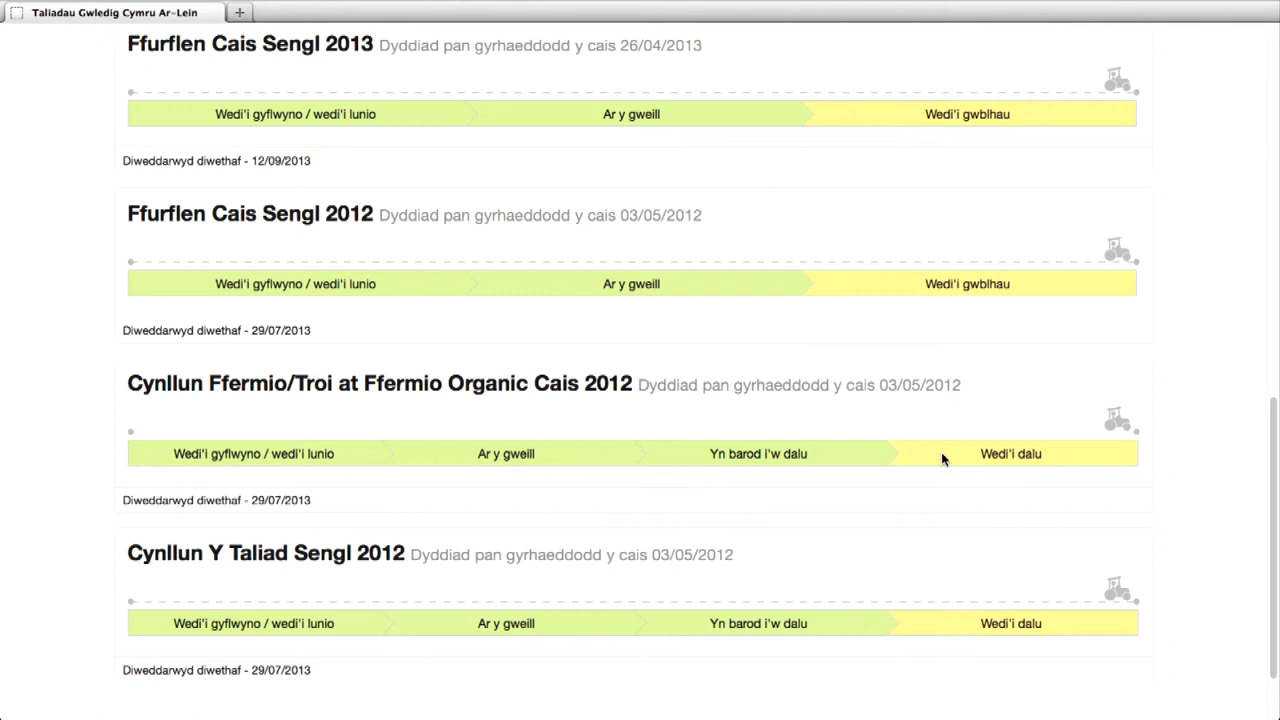 Taliadau Gwledig Cymru Ar-Lein
Ffurflen Cais Sengl 2013 Dyddiad pan gyrhaeddodd y cais 26/04/2013
Wedi'i gyflwyno / wedi'i lunio Ar y gweill Wedi'i gwblhau
Diweddarwyd diwethaf - 12/09/2013
Ffurflen Cais Sengl 2012 Dyddiad pan gyrhaeddodd y cais 03/05/2012
Wedi'i gyflwyno / wedi'i lunio Ar y gweill Wedi'i gwblhau
Diweddarwyd diwethaf - 29/07/2013
Cynllun Ffermio/Troi at Ffermio Organic Cais 2012 Dyddiad pan gyrhaeddodd y cais 03/05/2012
Wedi'i gyflwyno / wedi'i lunio Ar y gweill Yn barod i'w dalu Wedi'i dalu
Diweddarwyd diwethaf - 29/07/2013
Cynllun Y Taliad Sengl 2012 Dyddiad pan gyrhaeddodd y cais 03/05/2012
Wedi'i gyflwyno / wedi'i lunio Ar y gweill Yn barod i'w dalu Wedi'i dalu
Diweddarwyd diwethaf - 29/07/2013